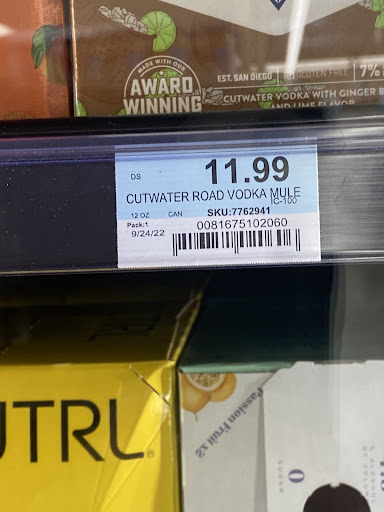 MADE WITH OUR
AWARD
WINNING
EST. SAN DIEGO
GLUTEN FREE
7%
CUTWATER VODKA WITH GINGER B
AND LIME FLAVOR
DS
11.99
CUTWATER ROAD VODKA MULE
IC-100
12 OZ CAN SKU:7762941
Pack:1
0081675102060
9/24/22
UTRL
Passion Fruit x2
0
SUGAR